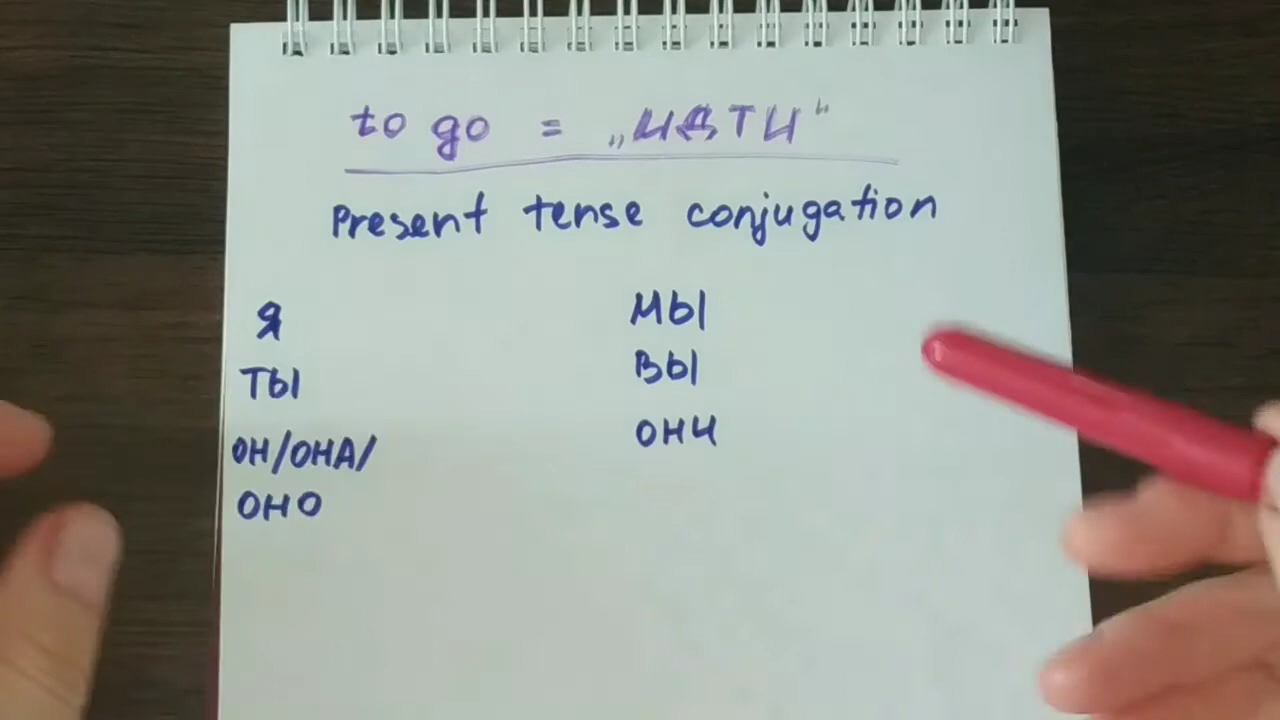 to go = „ИДТИ"
Present tense conjugation
Я
ТЫ
ОН/ОНА/
ОНО
МЫ
ВЫ
ОНИ